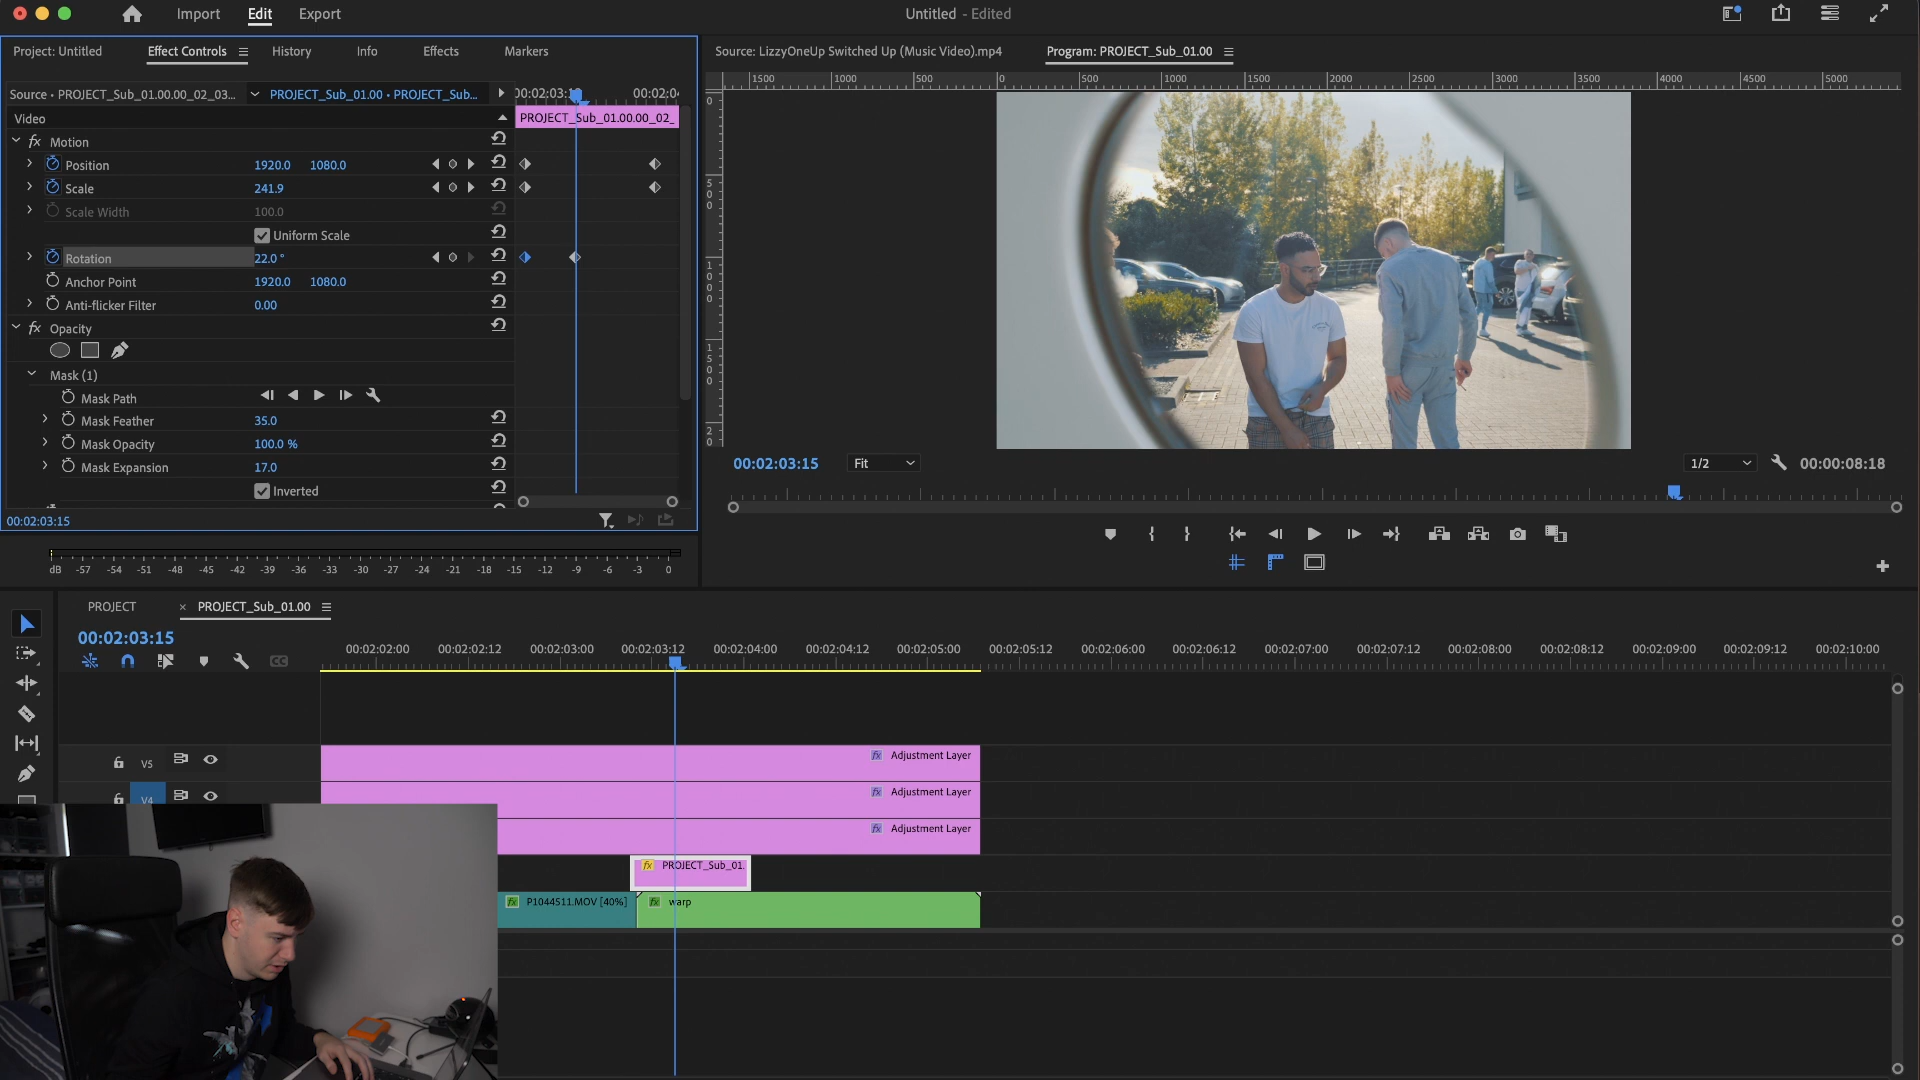 Import Edit Export Untitled - Edited
Project: Untitled Effect Controls History Info Effects Markers
Source: LizzyOneUp Switched Up (Music Video).mp4 Program: PROJECT_Sub_01.00
1500 1000 500 0 500 1000 1500 2000 2500 3000 3500 4000 4500 5000
Source • PROJECT_Sub_01.00.00_02_03... PROJECT_Sub_01.00 • PROJECT_Sub...
Video PROJECT_Sub_01.00.00_02_
fx Motion
Position 1920.0 1080.0
Scale 241.9
Scale Width 100.0
Uniform Scale
Rotation 22.0 °
Anchor Point 1920.0 1080.0
Anti-flicker Filter 0.00
fx Opacity
Mask (1)
Mask Path
Mask Feather 35.0
Mask Opacity 100.0 %
Mask Expansion 17.0
Inverted
00:02:03:15
0
500
1000
1500
00:02:03:15 Fit 1/2 00:00:08:18
dB -57 -54 -51 -48 -45 -42 -39 -36 -33 -30 -27 -24 -21 -18 -15 -12 -9 -6 -3 0
PROJECT × PROJECT_Sub_01.00
00:02:03:15
00:02:02:00 00:02:02:12 00:02:03:00 00:02:03:12 00:02:04:00 00:02:04:12 00:02:05:00 00:02:05:12 00:02:06:00 00:02:06:12 00:02:07:00 00:02:07:12 00:02:08:00 00:02:08:12 00:02:09:00 00:02:09:12 00:02:10:00
CC
V5 fx Adjustment Layer
V4 fx Adjustment Layer
fx Adjustment Layer
fx PROJECT_Sub_01.
fx P1044511.MOV [40%] fx warp